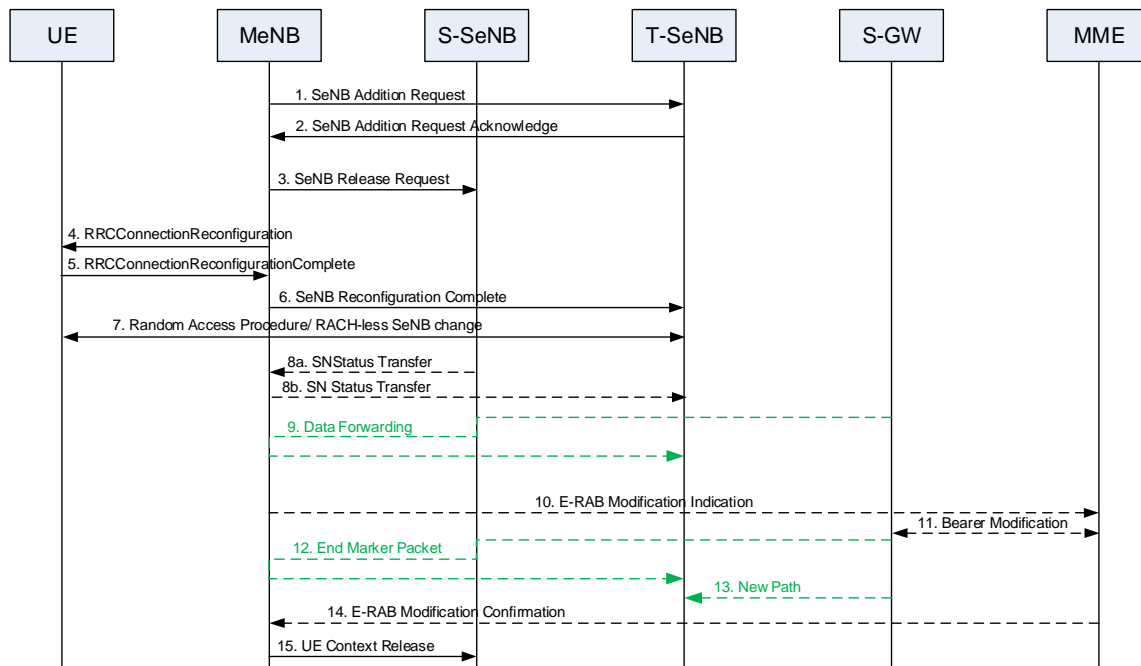 UE
MeNB
S-SeNB
T-SeNB
S-GW
MME
1. SeNB Addition Request
2. SeNB Addition Request Acknowledge
3. SeNB Release Request
4. RRCConnectionReconfiguration
5. RRCConnectionReconfigurationComplete
6. SeNB Reconfiguration Complete
7. Random Access Procedure/ RACH-less SeNB change
8a. SNStatus Transfer
8b. SN Status Transfer
9. Data Forwarding
10. E-RAB Modification Indication
11. Bearer Modification
12. End Marker Packet
13. New Path
14. E-RAB Modification Confirmation
15. UE Context Release